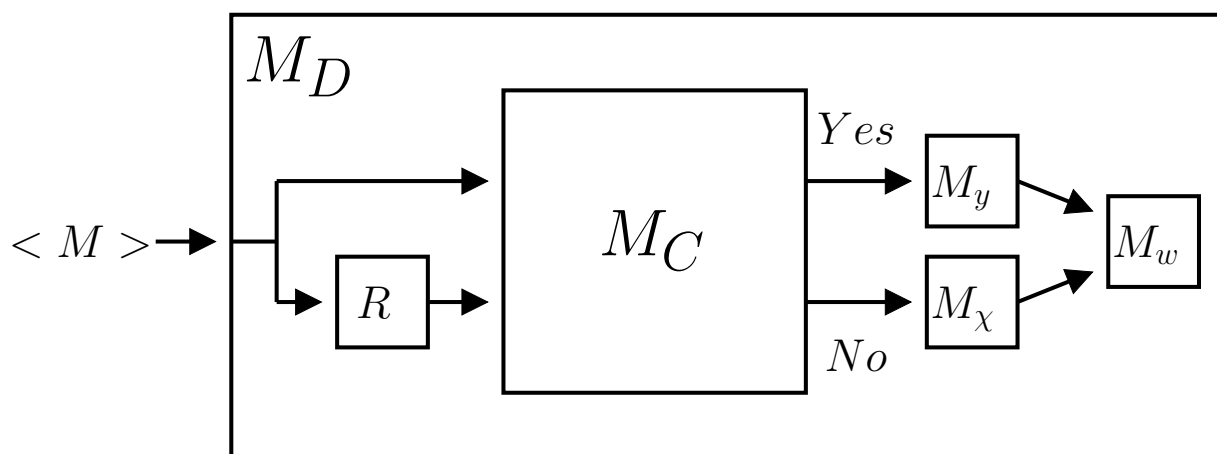 M_D
Yes
M_y
< M >
M_C
M_w
R
M_χ
No